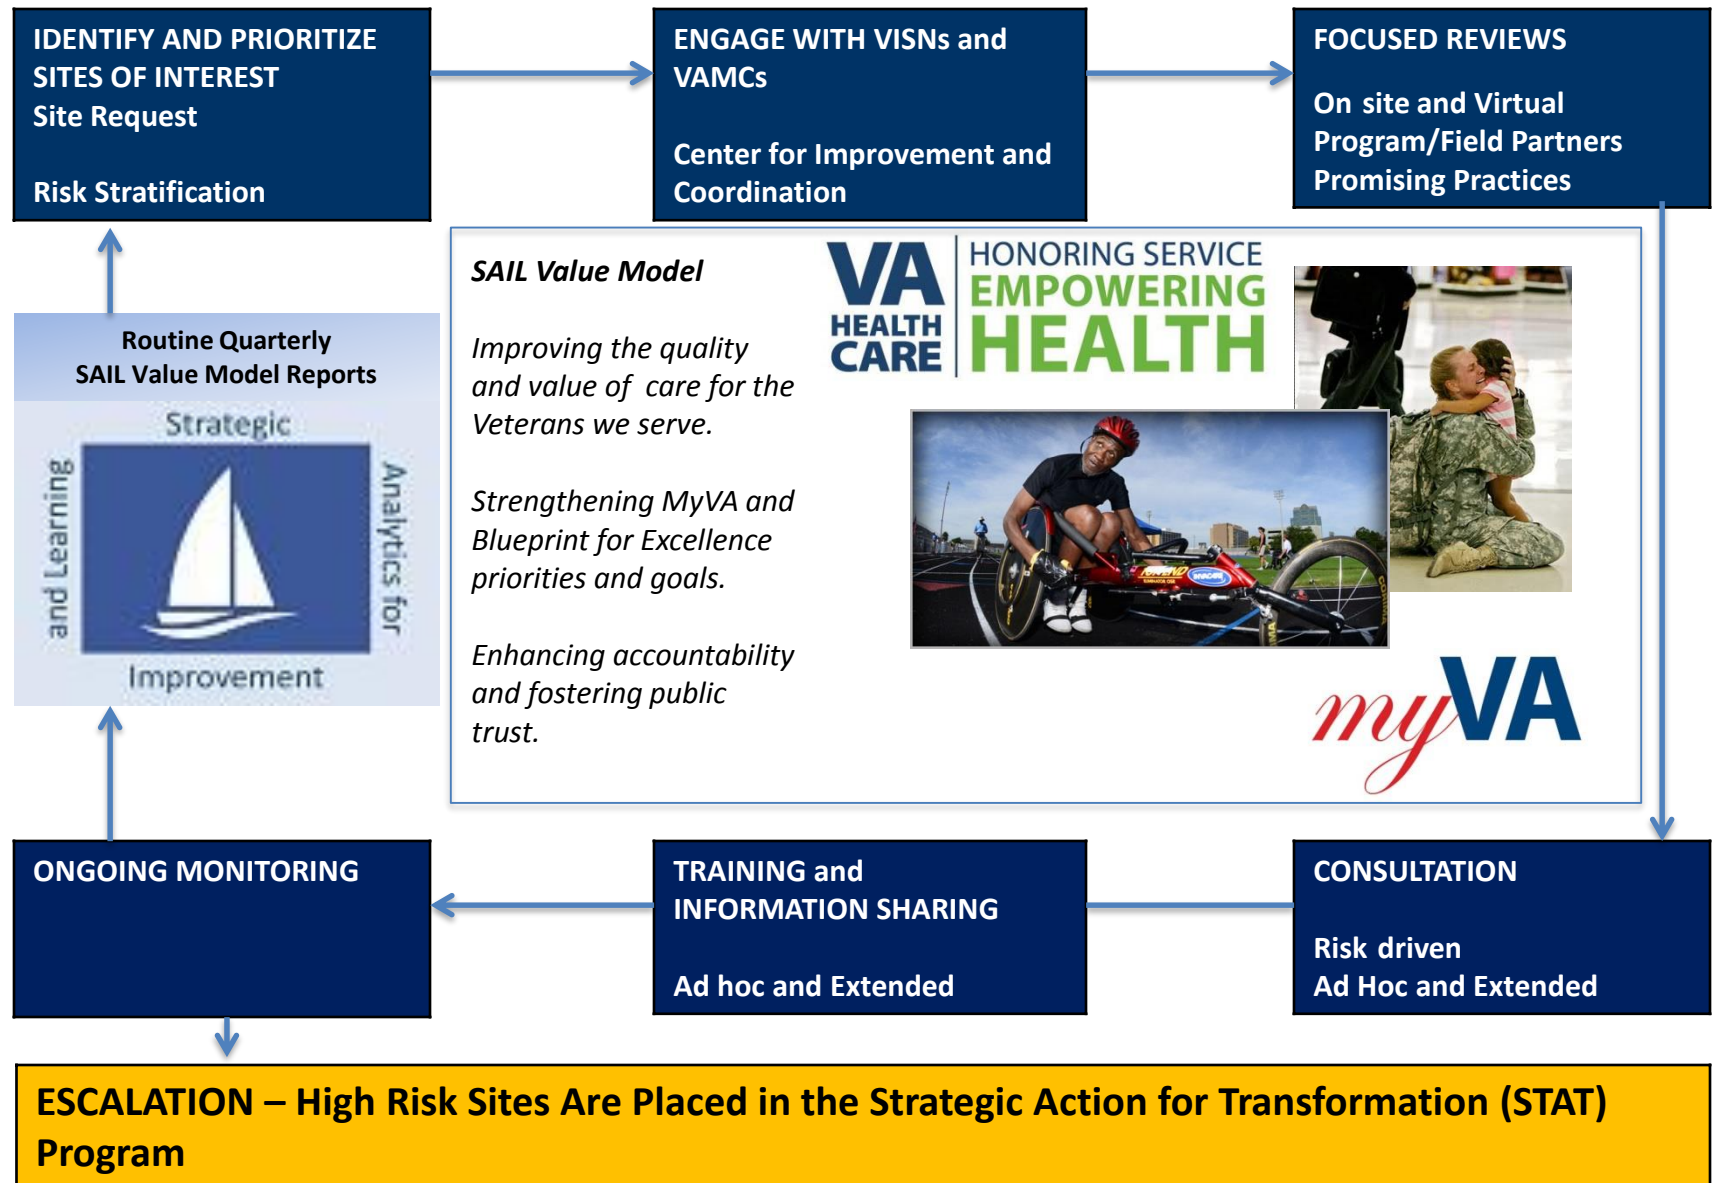 IDENTIFY AND PRIORITIZE
SITES OF INTEREST
Site Request
Risk Stratification
ENGAGE WITH VISNs and
VAMCs
Center for Improvement and
Coordination
FOCUSED REVIEWS
On site and Virtual
Program/Field Partners
Promising Practices
Routine Quarterly
SAIL Value Model Reports
Strategic
Analytics for
Improvement
and Learning
SAIL Value Model
Improving the quality
and value of care for the
Veterans we serve.
Strengthening MyVA and
Blueprint for Excellence
priorities and goals.
Enhancing accountability
and fostering public
trust.
VA
HEALTH
CARE
HONORING SERVICE
EMPOWERING
HEALTH
INVACARE
CORIMA
myVA
ONGOING MONITORING
TRAINING and
INFORMATION SHARING
Ad hoc and Extended
CONSULTATION
Risk driven
Ad Hoc and Extended
ESCALATION – High Risk Sites Are Placed in the Strategic Action for Transformation (STAT)
Program